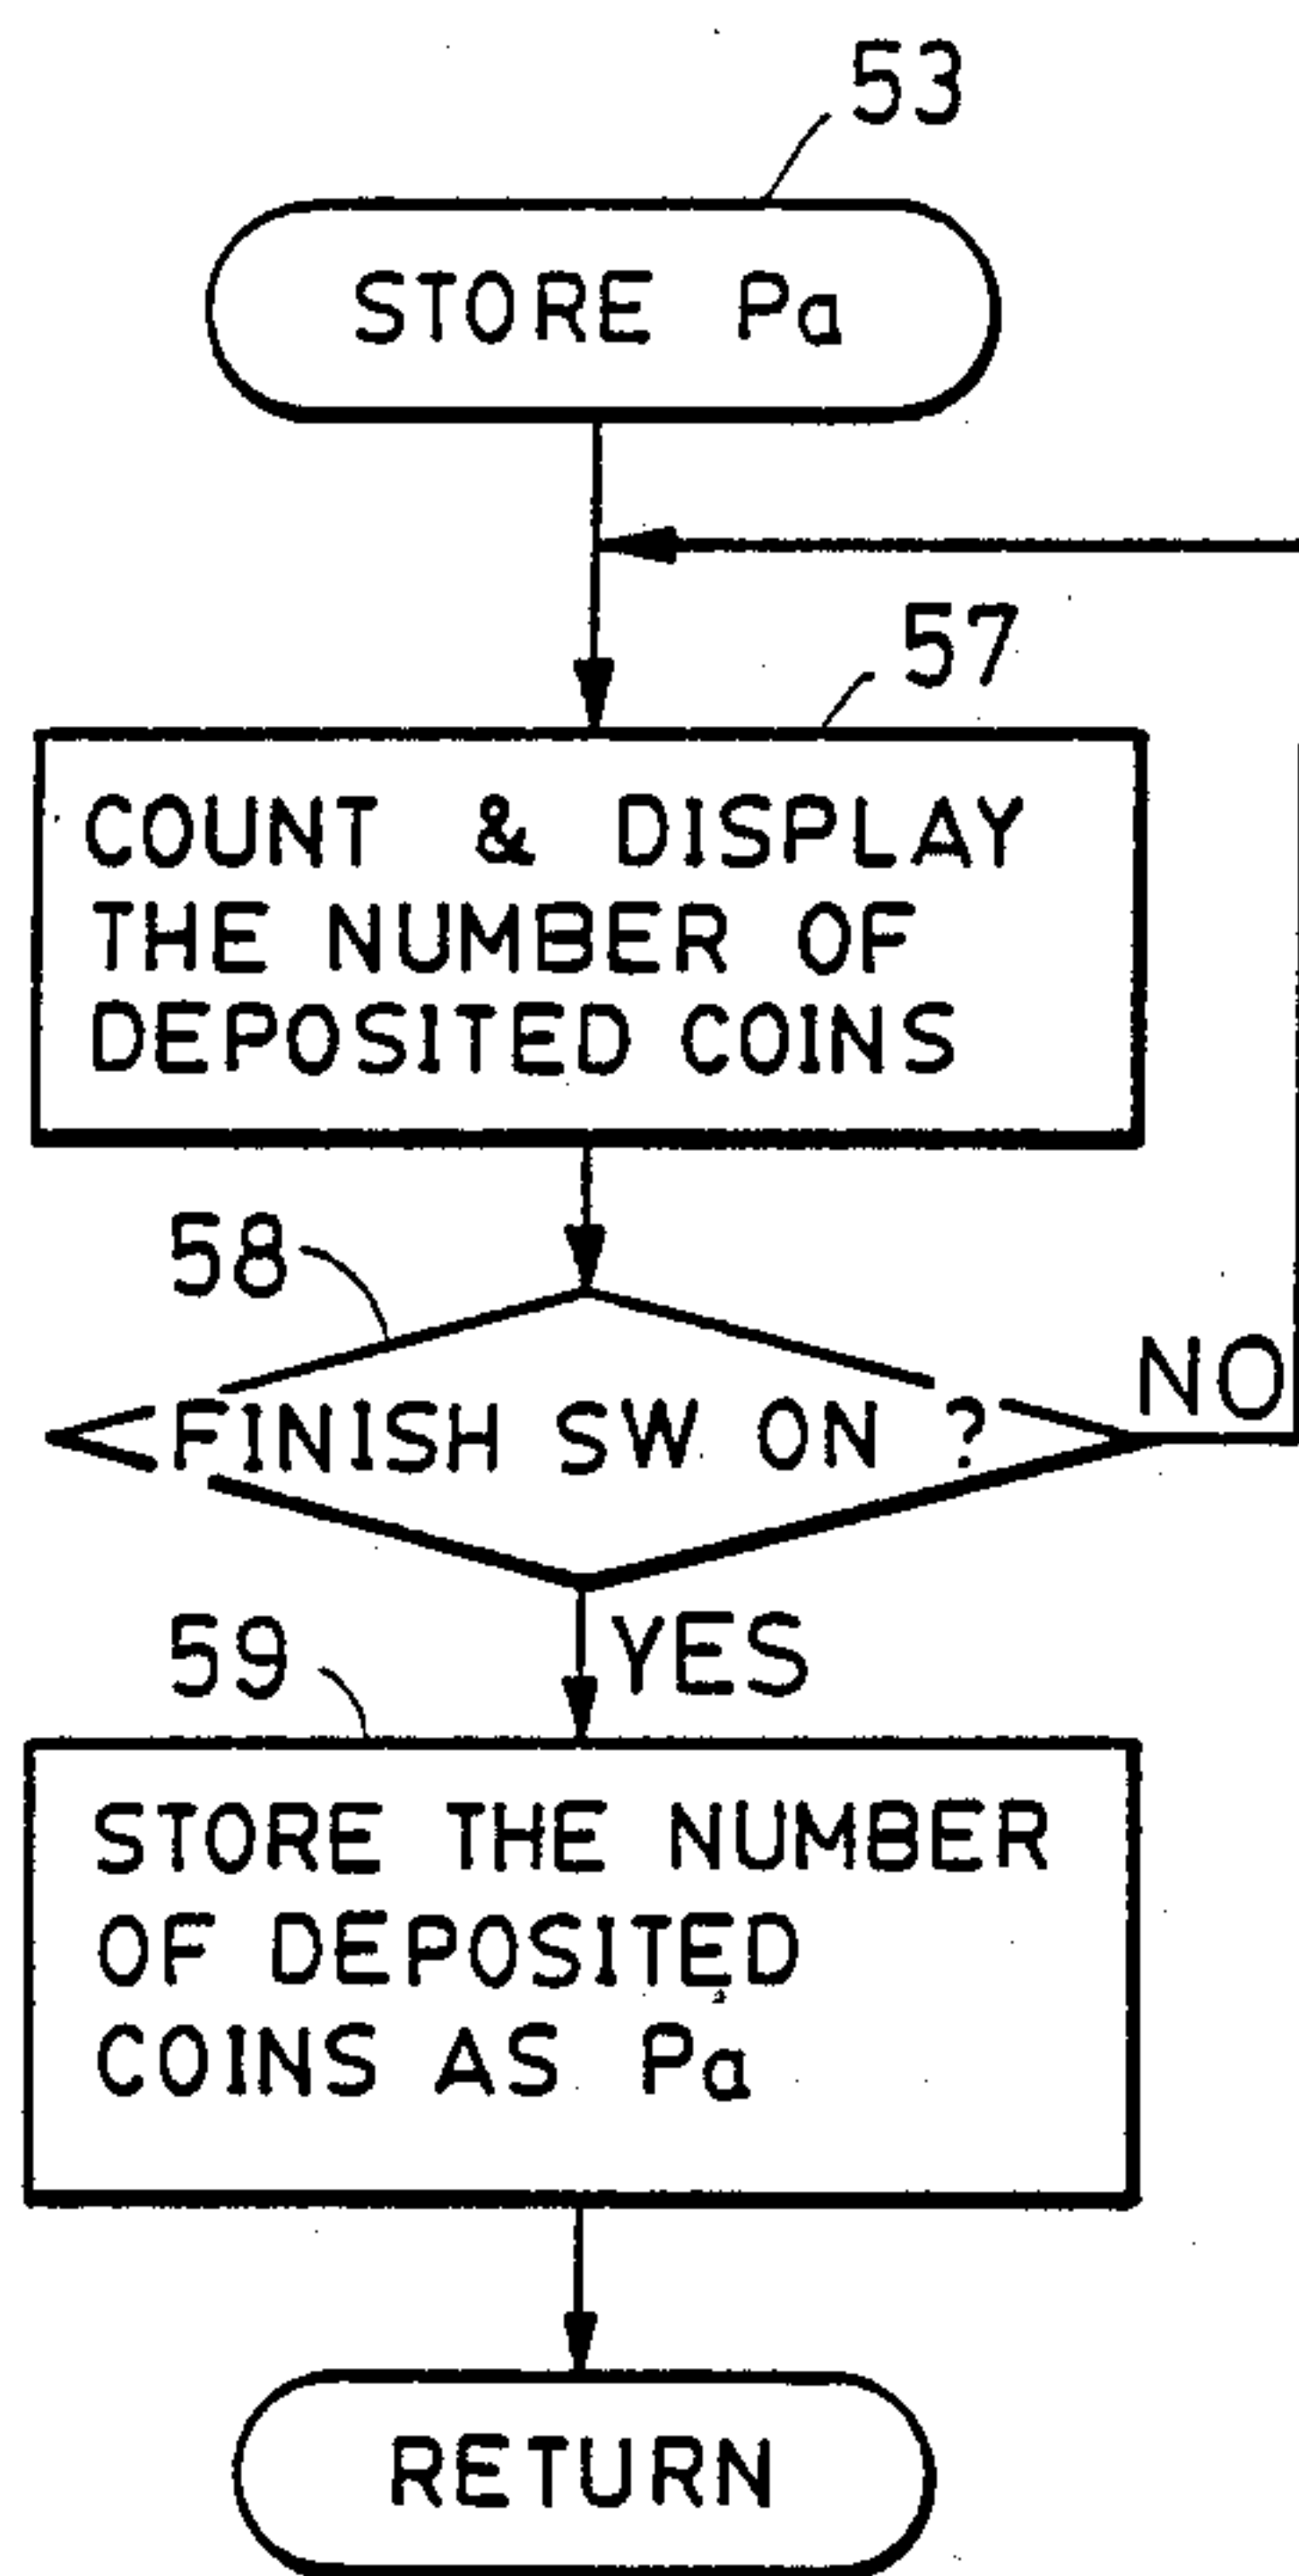 53
STORE Pa
57
COUNT & DISPLAY
THE NUMBER OF
DEPOSITED COINS
58
FINISH SW ON ?
NO
YES
59
STORE THE NUMBER
OF DEPOSITED
COINS AS Pa
RETURN